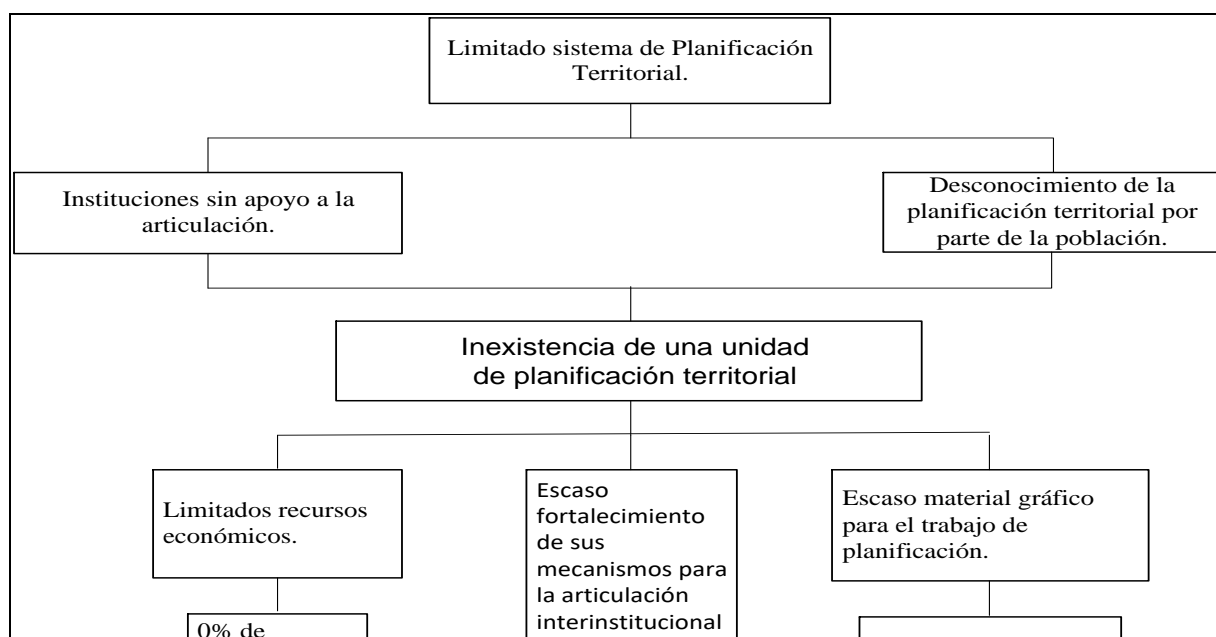 Limitado sistema de Planificación
Territorial.
Instituciones sin apoyo a la
articulación.
Desconocimiento de la
planificación territorial por
parte de la población.
Inexistencia de una unidad
de planificación territorial
Limitados recursos
económicos.
Escaso
fortalecimiento
de sus
mecanismos para
la articulación
interinstitucional
Escaso material gráfico
para el trabajo de
planificación.
0% de